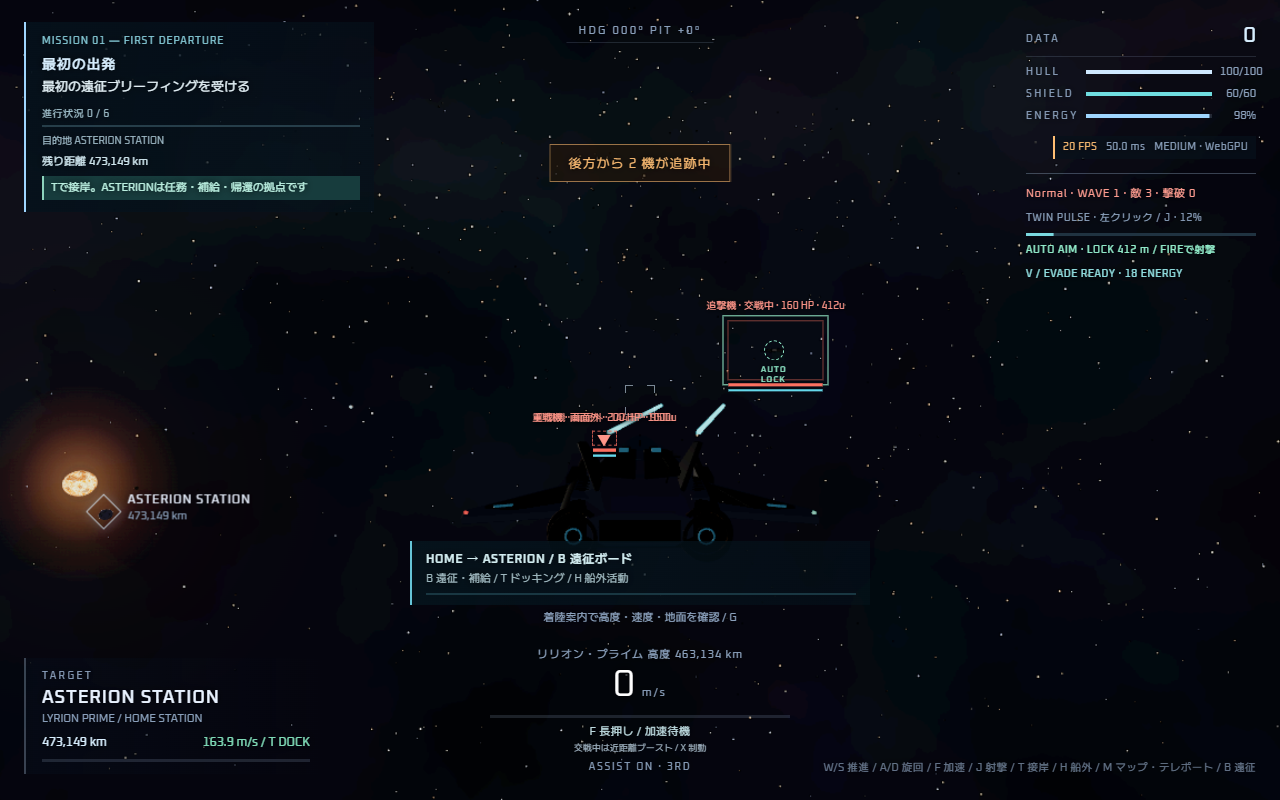 MISSION 01 — FIRST DEPARTURE
最初の出発
最初の遠征ブリーフィングを受ける
進行状況 0 / 6
目的地 ASTERION STATION
残り距離 473,149 km
Tで接岸。ASTERIONは任務・補給・帰還の拠点です
HDG 000° PIT +0°
後方から 2 機が追跡中
DATA 0
HULL 100/100
SHIELD 60/60
ENERGY 98%
20 FPS 50.0 ms MEDIUM · WebGPU
Normal · WAVE 1 · 敵 3 · 撃破 0
TWIN PULSE · 左クリック / J · 12%
AUTO AIM · LOCK 412 m / FIREで射撃
V / EVADE READY · 18 ENERGY
追撃機 · 交戦中 · 160 HP · 412u
AUTO
LOCK
ASTERION STATION
473,149 km
HOME → ASTERION / B 遠征ボード
B 遠征・補給 / T ドッキング / H 船外活動
着陸案内で高度・速度・地面を確認 / G
リリオン・プライム 高度 463,134 km
0 m/s
F 長押し / 加速待機
交戦中は近距離ブースト / X 制動
ASSIST ON · 3RD
TARGET
ASTERION STATION
LYRION PRIME / HOME STATION
473,149 km 163.9 m/s / T DOCK
W/S 推進 / A/D 旋回 / F 加速 / J 射撃 / T 接岸 / H 船外 / M マップ・テレポート / B 遠征